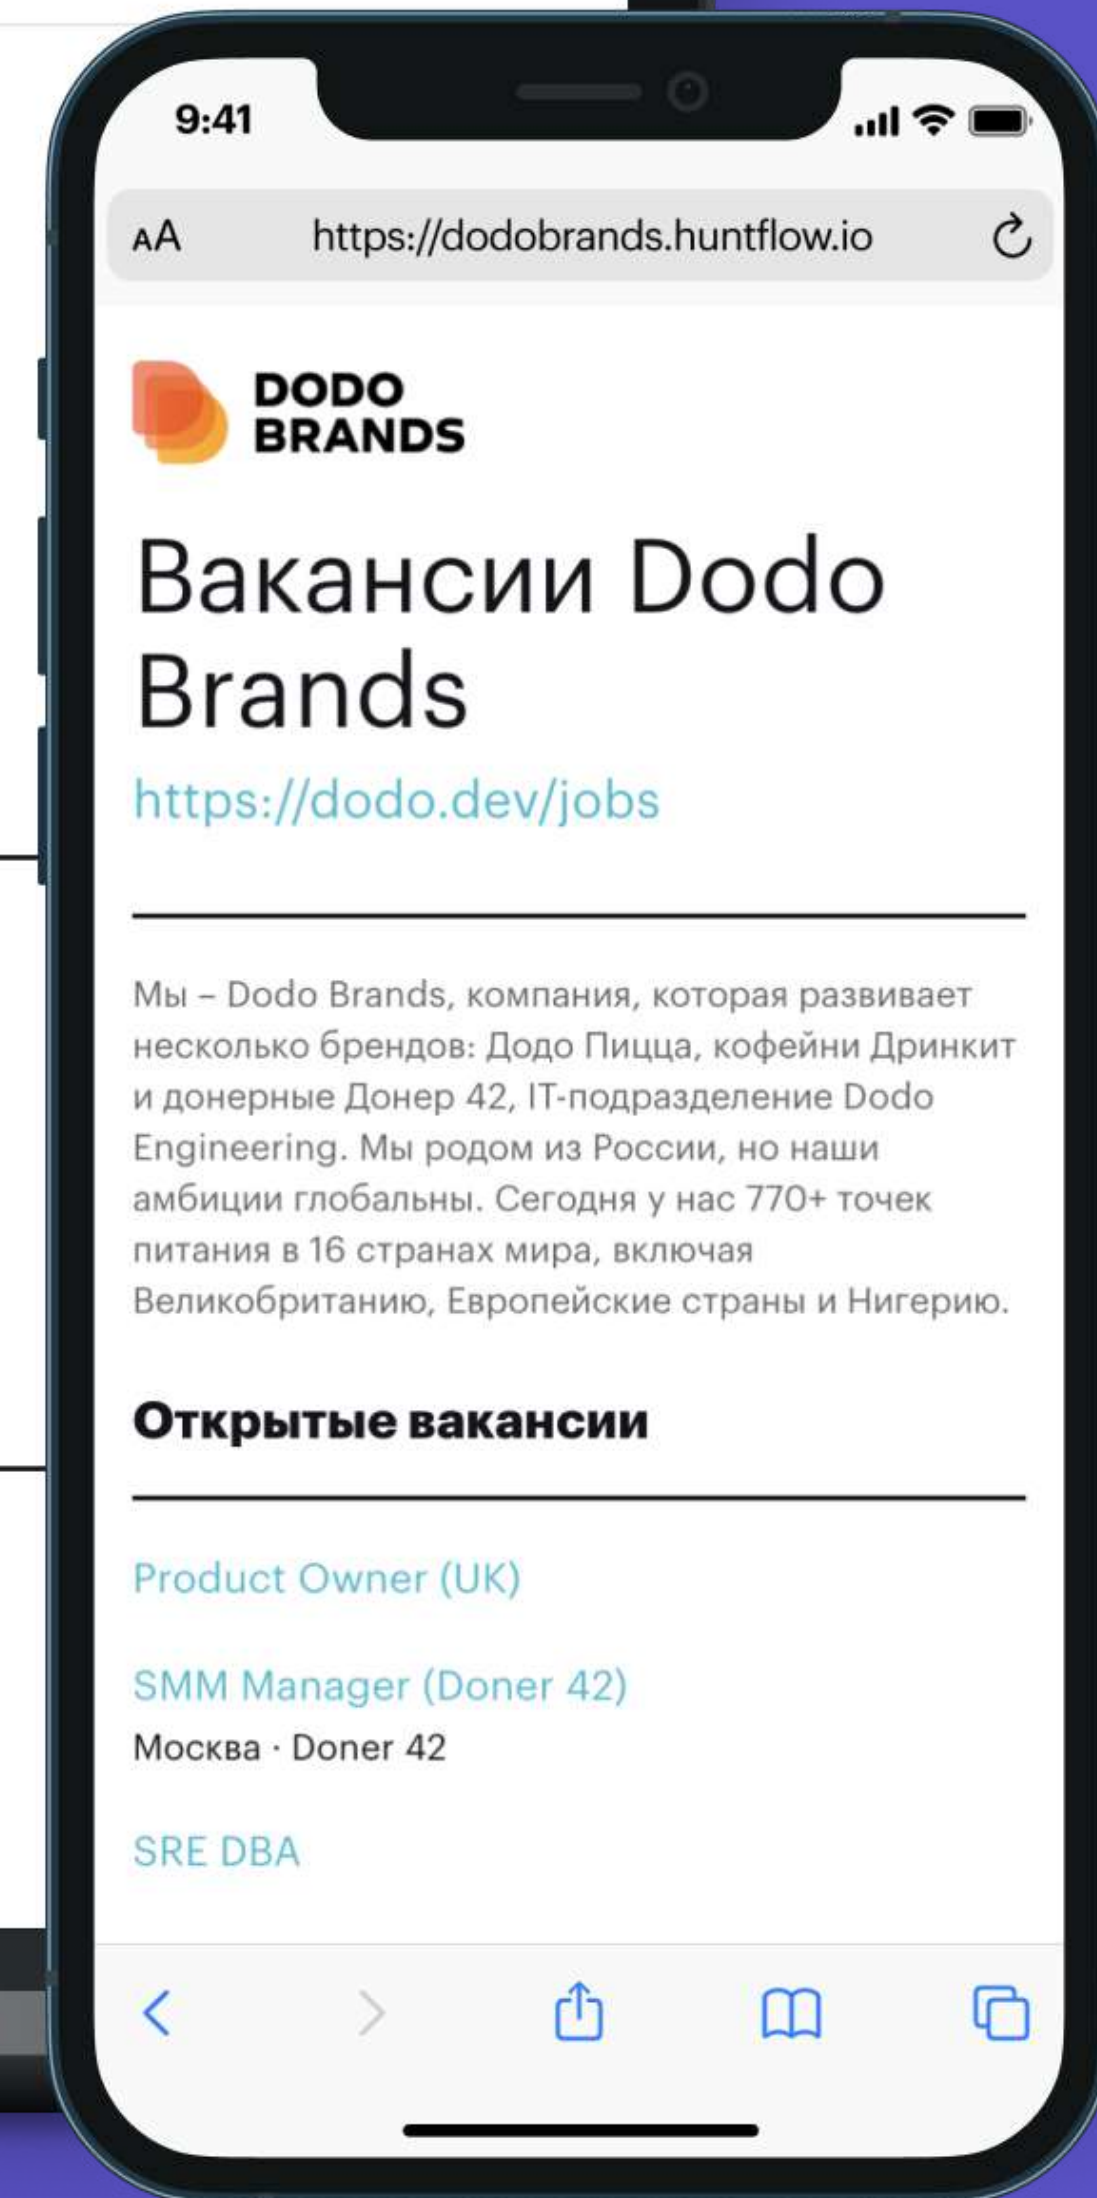 9:41
AA https://dodobrands.huntflow.io
DODO
BRANDS
Вакансии Dodo
Brands
https://dodo.dev/jobs
Мы – Dodo Brands, компания, которая развивает
несколько брендов: Додо Пицца, кофейни Дринкит
и донерные Донер 42, IT-подразделение Dodo
Engineering. Мы родом из России, но наши
амбиции глобальны. Сегодня у нас 770+ точек
питания в 16 странах мира, включая
Великобританию, Европейские страны и Нигерию.
Открытые вакансии
Product Owner (UK)
SMM Manager (Doner 42)
Москва · Doner 42
SRE DBA